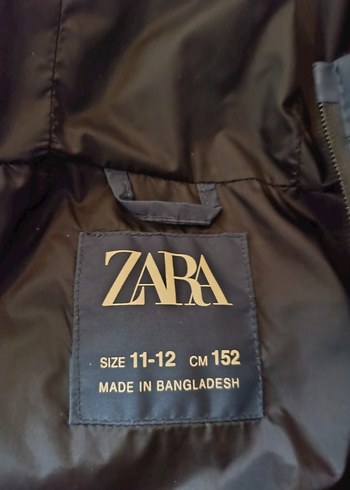 ZARA
SIZE 11-12 CM 152
MADE IN BANGLADESH